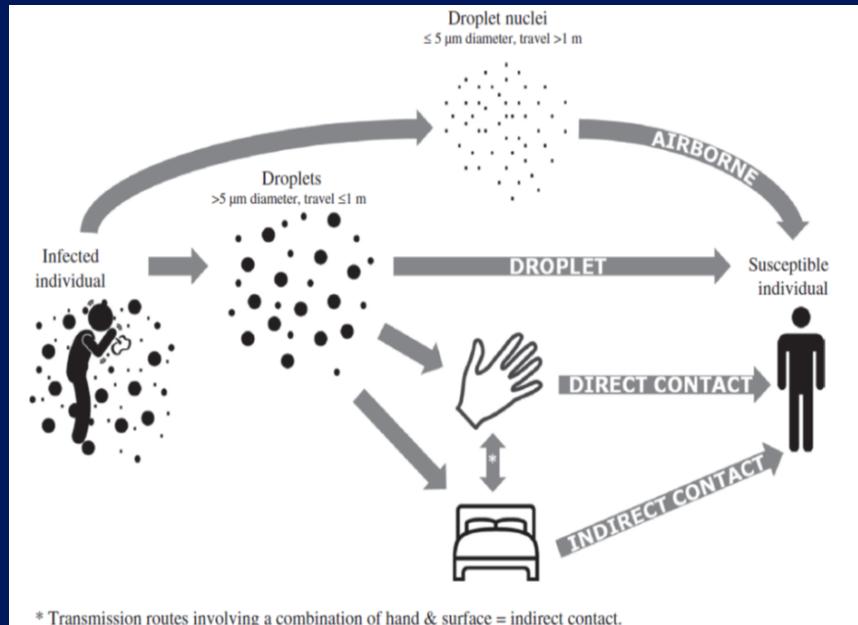 Droplet nuclei
≤ 5 μm diameter, travel >1 m
AIRBORNE
Droplets
>5 μm diameter, travel ≤1 m
Infected
individual
DROPLET
Susceptible
individual
DIRECT CONTACT
*
INDIRECT CONTACT
* Transmission routes involving a combination of hand & surface = indirect contact.